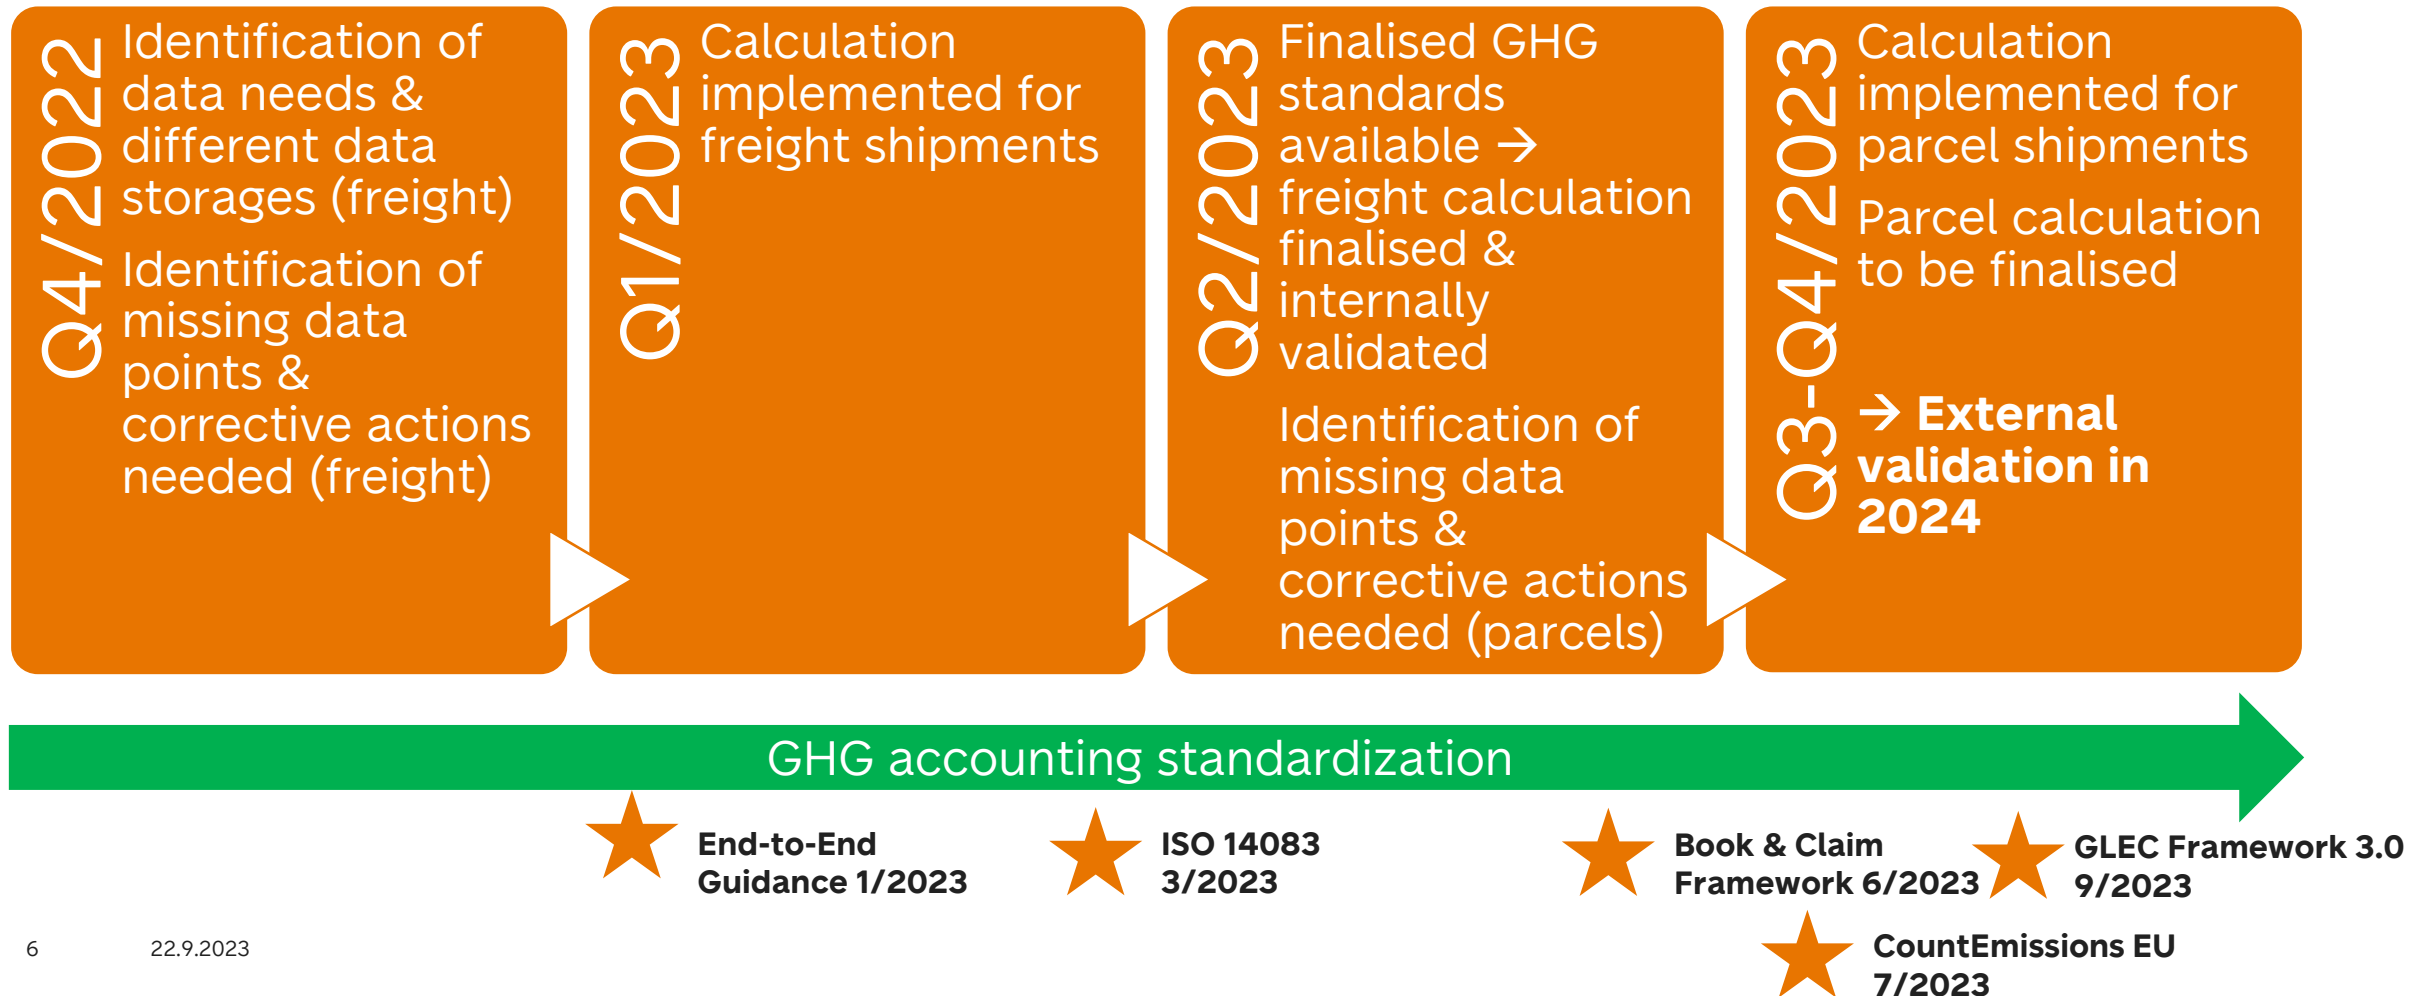 Q4/2022
Identification of
data needs &
different data
storages (freight)
Identification of
missing data
points &
corrective actions
needed (freight)
Q1/2023
Calculation
implemented for
freight shipments
Q2/2023
Finalised GHG
standards
available →
freight calculation
finalised &
internally
validated
Identification of
missing data
points &
corrective actions
needed (parcels)
Q3-Q4/2023
Calculation
implemented for
parcel shipments
Parcel calculation
to be finalised
→ External
validation in
2024
GHG accounting standardization
End-to-End
Guidance 1/2023
ISO 14083
3/2023
Book & Claim
Framework 6/2023
GLEC Framework 3.0
9/2023
CountEmissions EU
7/2023
6
22.9.2023